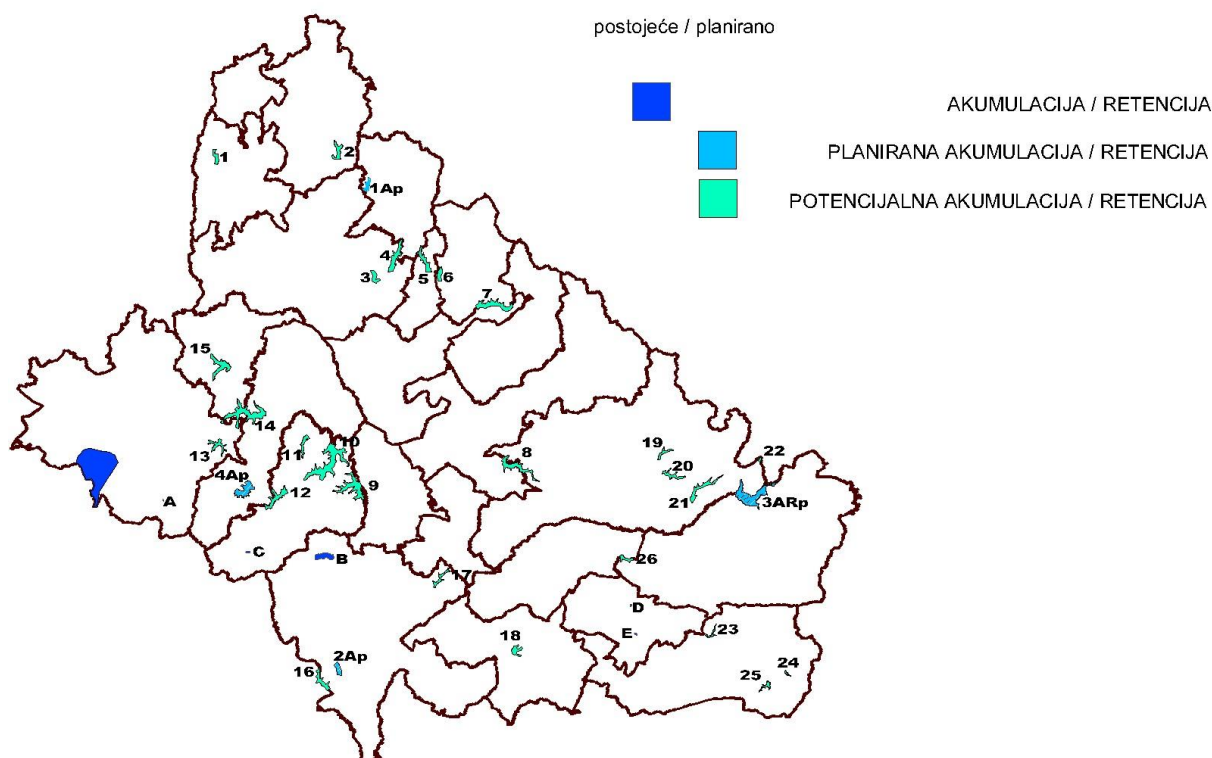 postojeće / planirano
AKUMULACIJA / RETENCIJA
PLANIRANA AKUMULACIJA / RETENCIJA
POTENCIJALNA AKUMULACIJA / RETENCIJA
1
2
1Ap
4
3
5
6
7
15
14
13
11
10
4Ap
12
9
8
19
20
21
22
3ARp
A
C
B
17
26
D
E
23
18
2Ap
16
24
25